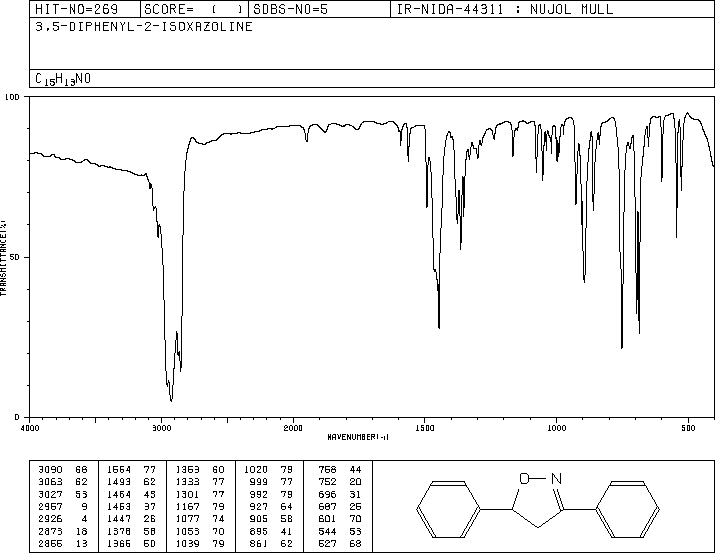 HIT-NO=269 SCORE= ( ) SDBS-NO=5 IR-NIDA-44311 : NUJOL MULL
3,5-DIPHENYL-2-ISOXAZOLINE
C15H13NO
100
50
0
TRANSMITTANCE(%)
4000 3000 2000 1500 1000 500
WAVENUMBER(-1)
3090 66 1564 77 1363 60 1020 79 758 44
3063 62 1493 62 1333 77 999 77 752 20
3027 53 1464 45 1301 77 992 79 696 31
2957 9 1453 37 1167 79 927 64 687 25
2926 4 1447 26 1077 74 905 58 601 70
2873 18 1378 58 1053 70 895 41 544 53
2855 13 1366 50 1039 79 861 62 527 68
O N